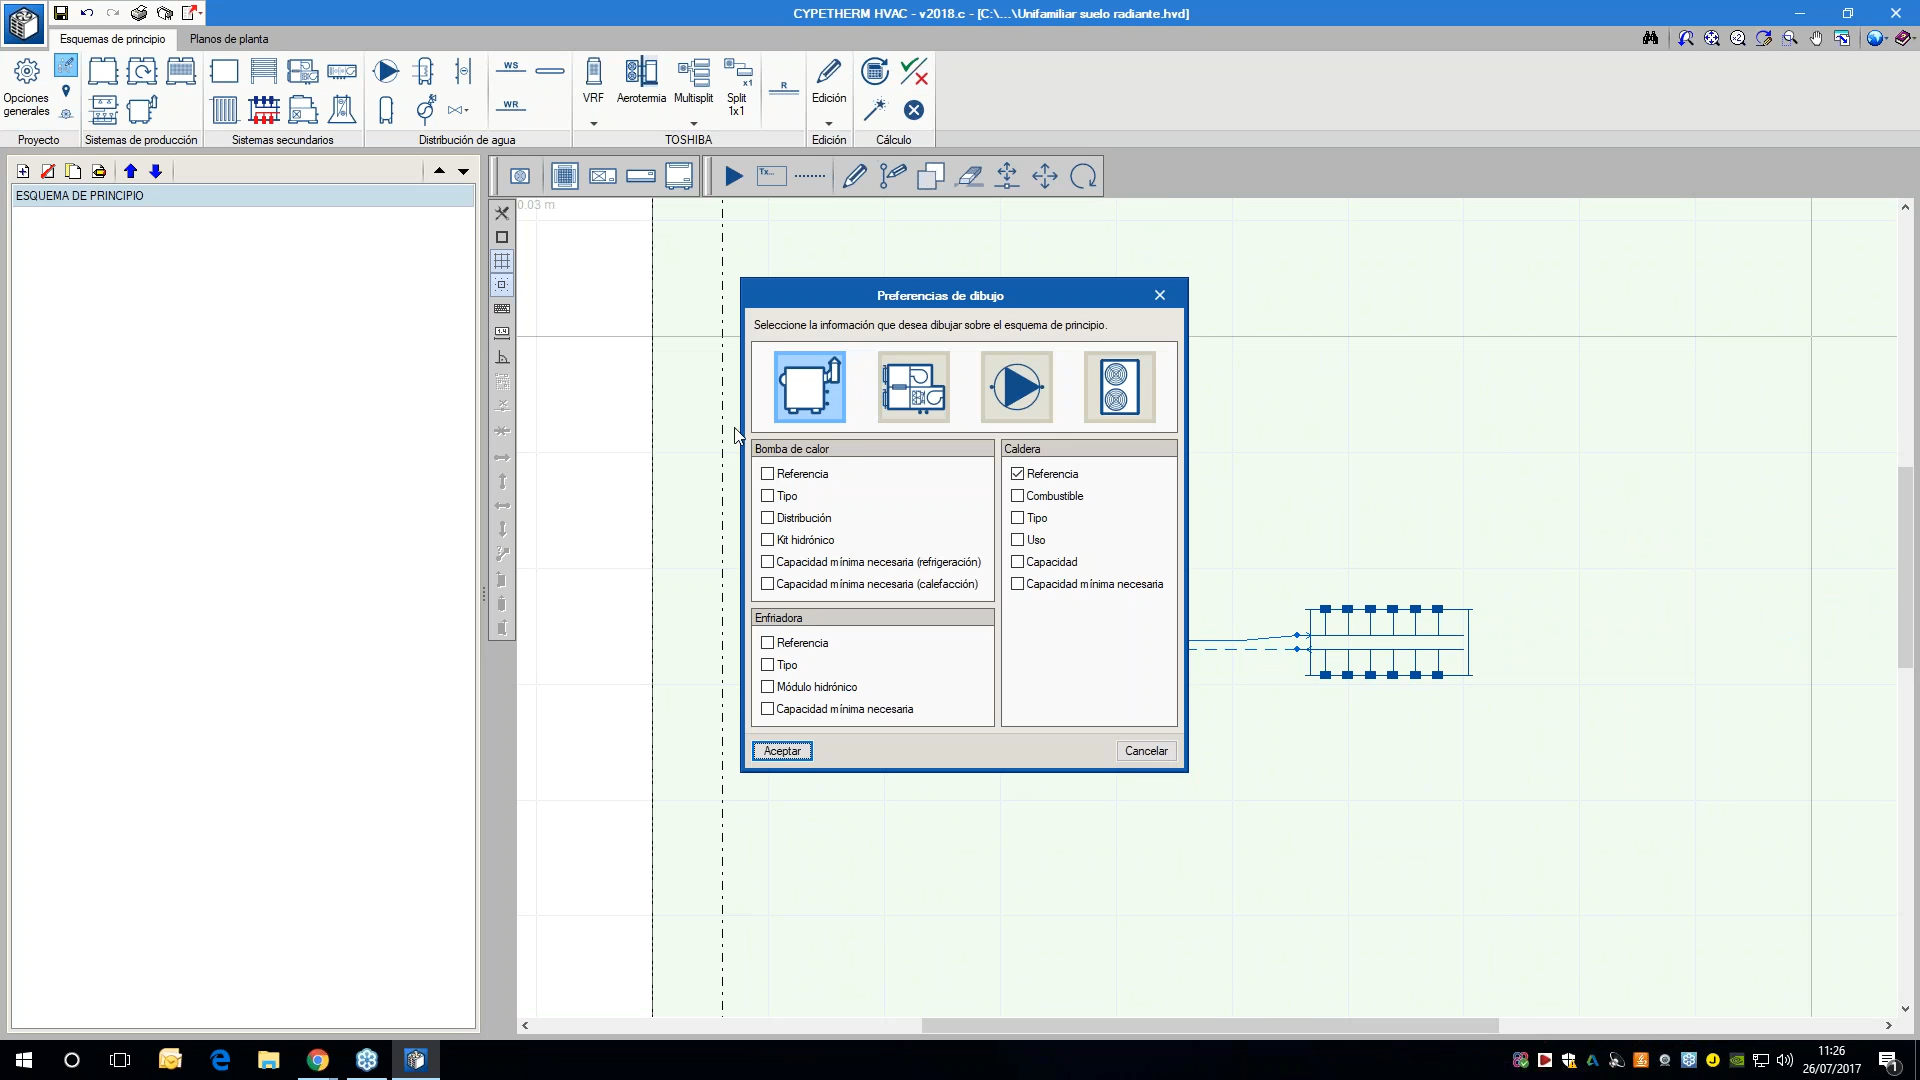 CYPETHERM HVAC - v2018.c - [C:\...\Unifamiliar suelo radiante.hvd]
Esquemas de principio
Planos de planta
Opciones generales
WS
WR
VRF
Aerotermia
Multisplit
Split 1x1
x1
R
Edición
Proyecto
Sistemas de producción
Sistemas secundarios
Distribución de agua
TOSHIBA
Edición
Cálculo
Tx...
ESQUEMA DE PRINCIPIO
0.03 m
Preferencias de dibujo
Seleccione la información que desea dibujar sobre el esquema de principio.
Bomba de calor
Referencia
Tipo
Distribución
Kit hidrónico
Capacidad mínima necesaria (refrigeración)
Capacidad mínima necesaria (calefacción)
Caldera
Referencia
Combustible
Tipo
Uso
Capacidad
Capacidad mínima necesaria
Enfriadora
Referencia
Tipo
Módulo hidrónico
Capacidad mínima necesaria
Aceptar
Cancelar
11:26
26/07/2017
1